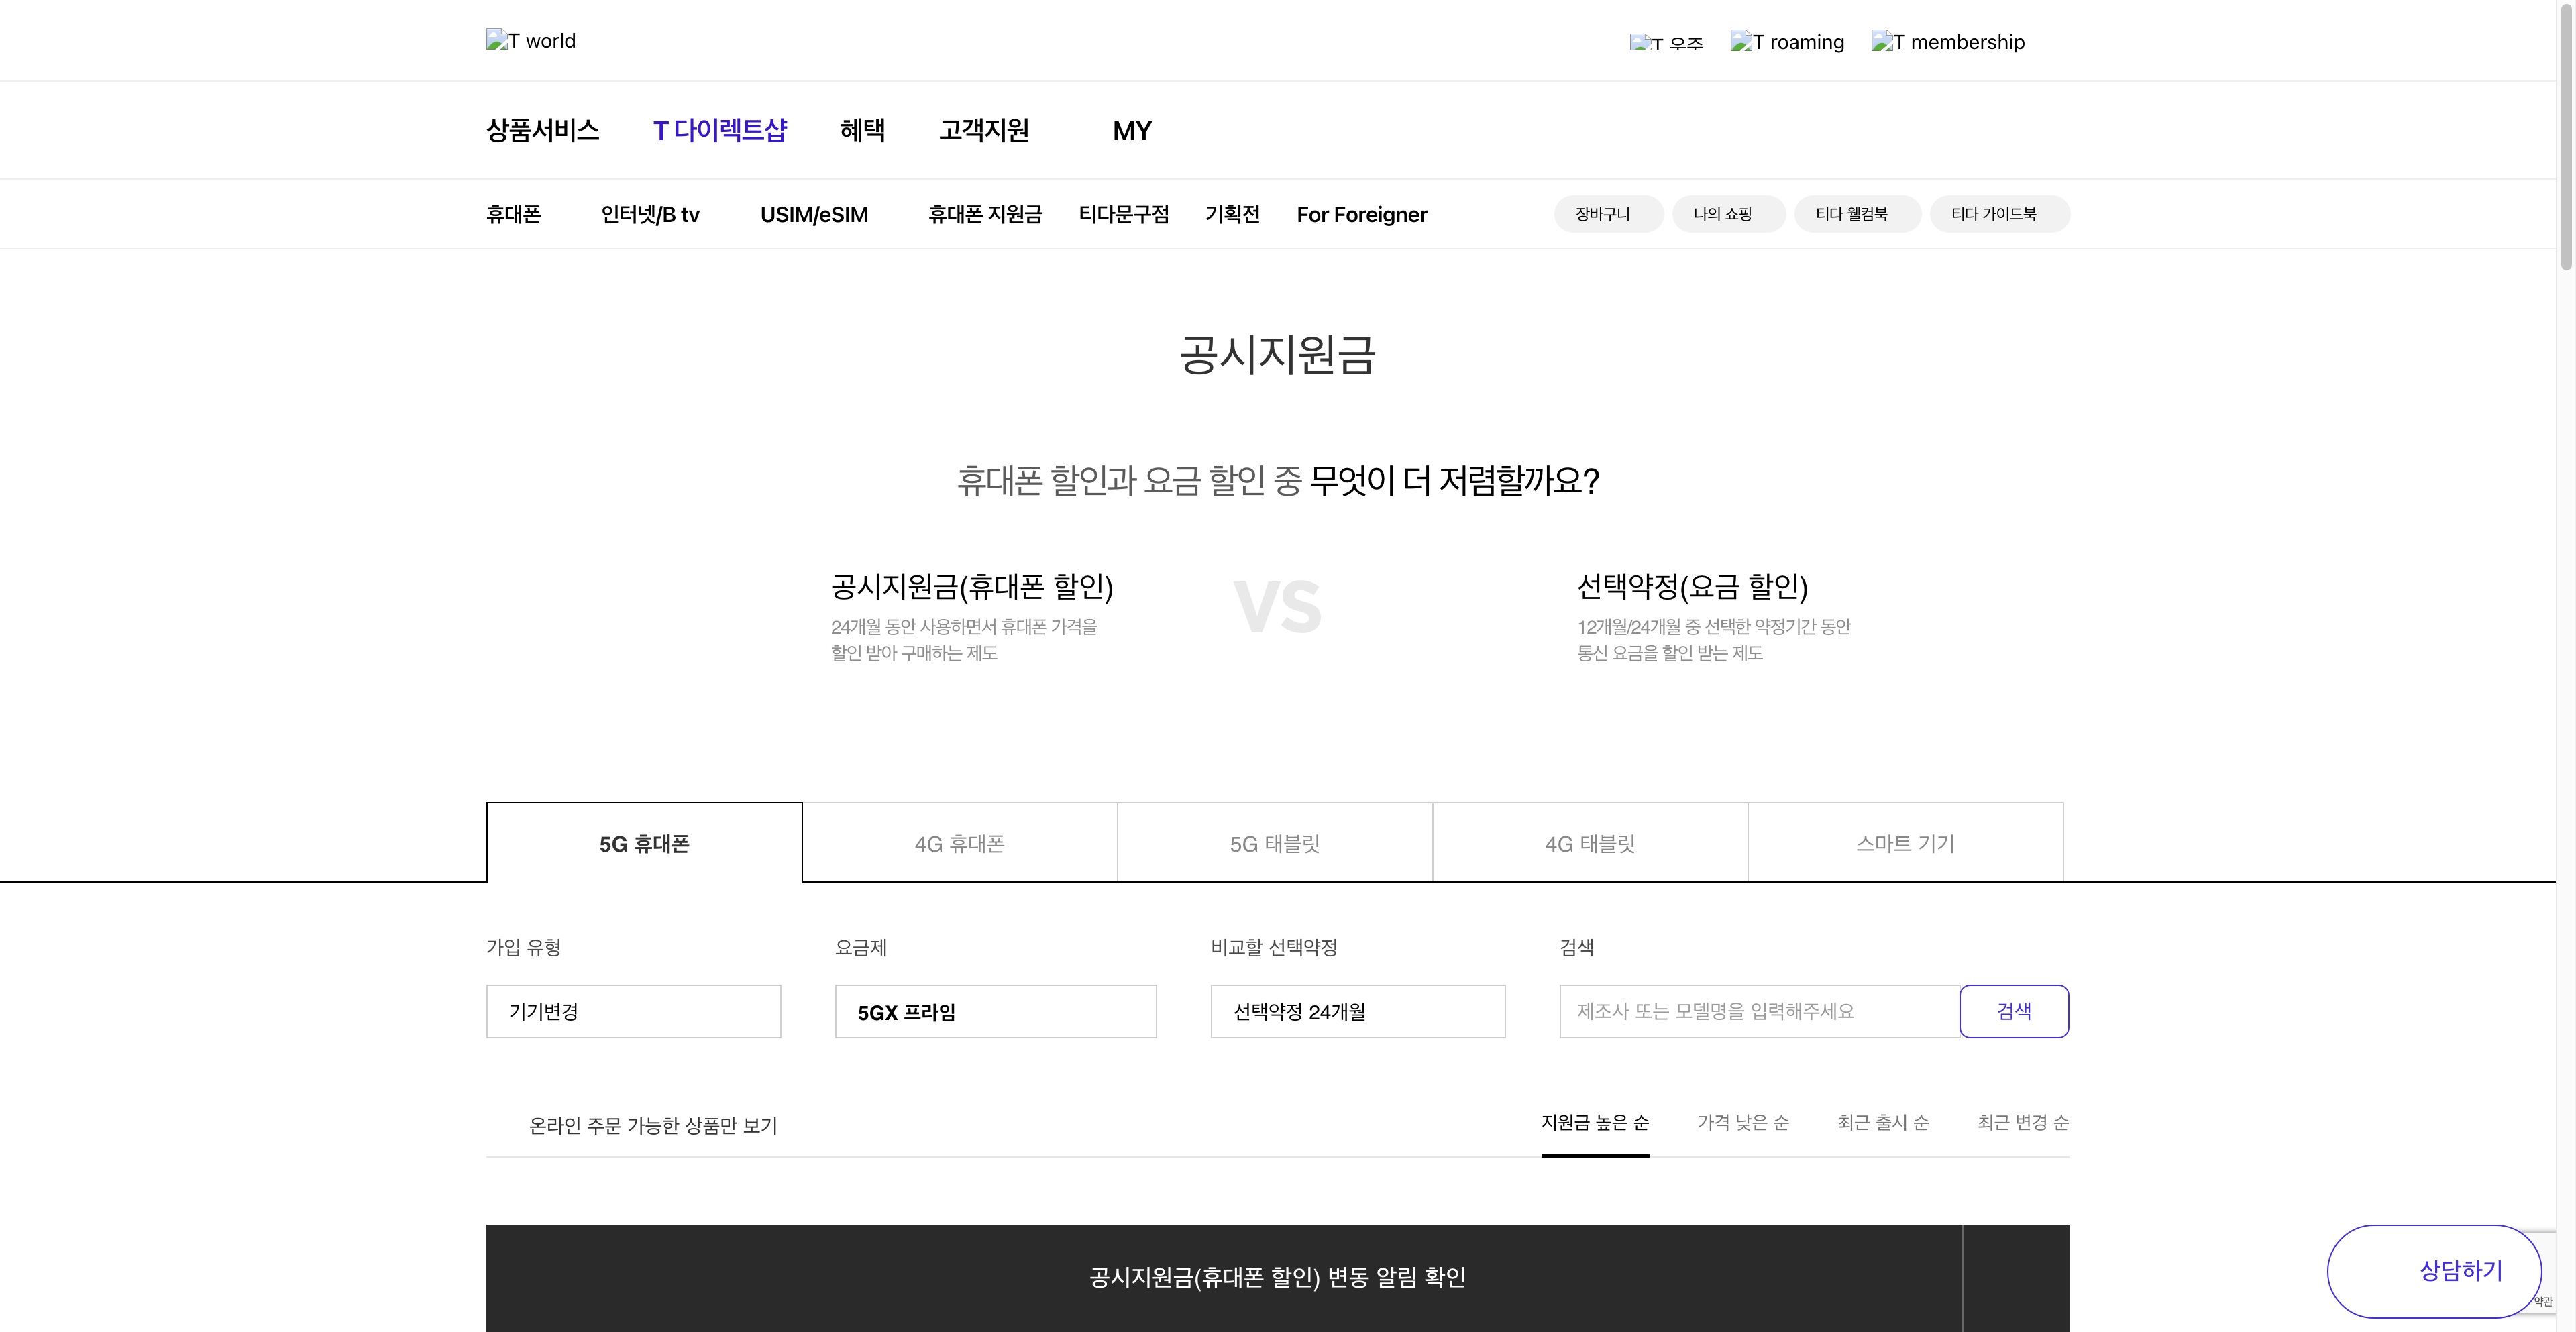 T world
T 우주
T roaming
T membership
상품서비스
T 다이렉트샵
혜택
고객지원
MY
휴대폰
인터넷/B tv
USIM/eSIM
휴대폰 지원금
티다문구점
기획전
For Foreigner
장바구니
나의 쇼핑
티다 웰컴북
티다 가이드북
공시지원금
휴대폰 할인과 요금 할인 중 무엇이 더 저렴할까요?
공시지원금(휴대폰 할인)
24개월 동안 사용하면서 휴대폰 가격을
할인 받아 구매하는 제도
VS
선택약정(요금 할인)
12개월/24개월 중 선택한 약정기간 동안
통신 요금을 할인 받는 제도
5G 휴대폰
4G 휴대폰
5G 태블릿
4G 태블릿
스마트 기기
가입 유형
요금제
비교할 선택약정
검색
기기변경
5GX 프라임
선택약정 24개월
제조사 또는 모델명을 입력해주세요
검색
온라인 주문 가능한 상품만 보기
지원금 높은 순
가격 낮은 순
최근 출시 순
최근 변경 순
공시지원금(휴대폰 할인) 변동 알림 확인
상담하기
약관